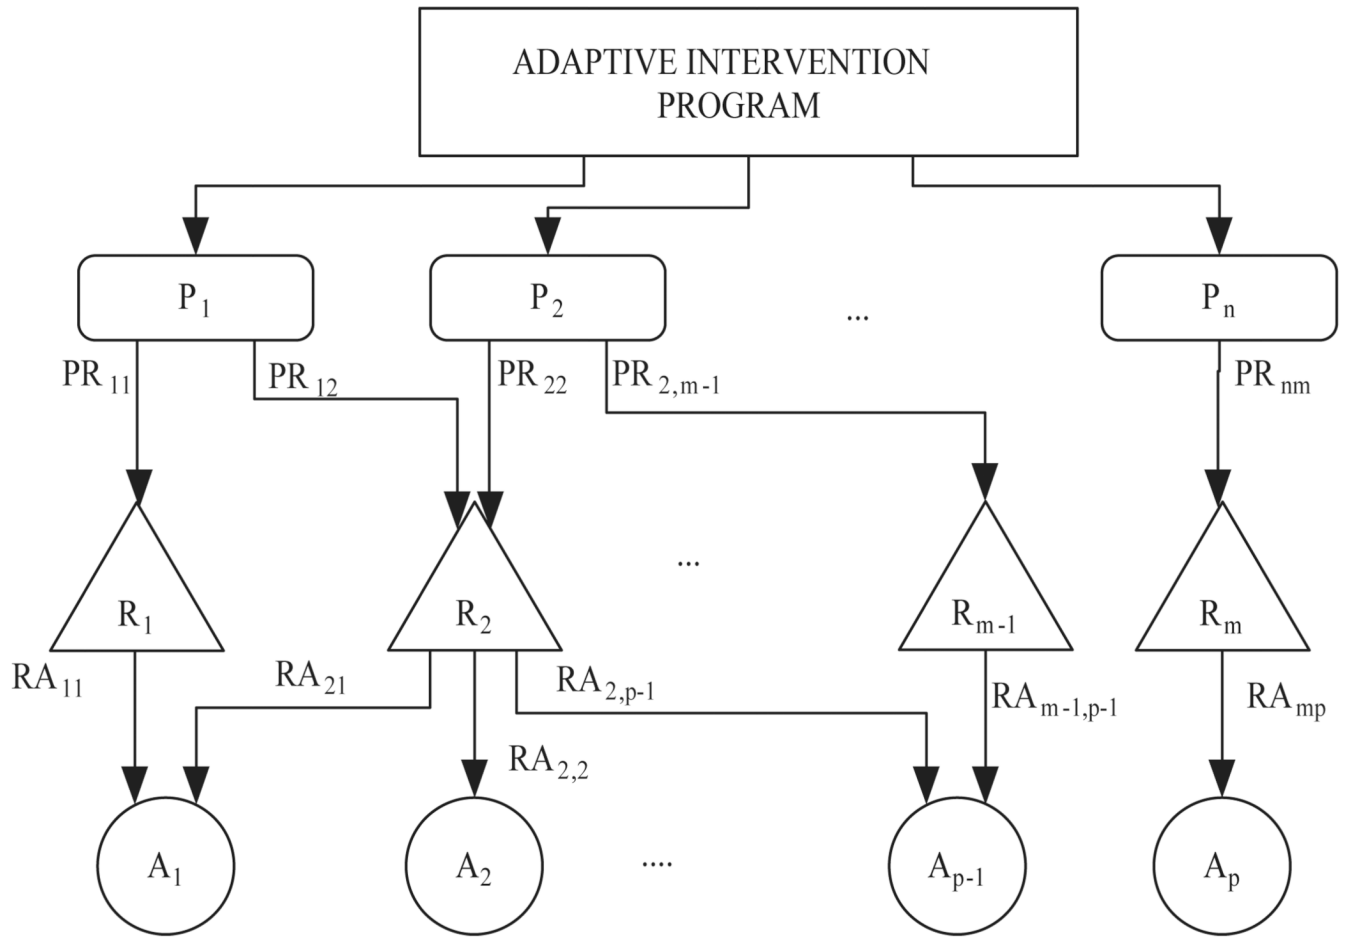 ADAPTIVE INTERVENTION
PROGRAM
P1
P2
...
Pn
PR11
PR12
PR22
PR2,m-1
PRnm
R1
R2
...
Rm-1
Rm
RA11
RA21
RA2,p-1
RAm-1,p-1
RAmp
RA2,2
A1
A2
....
Ap-1
Ap